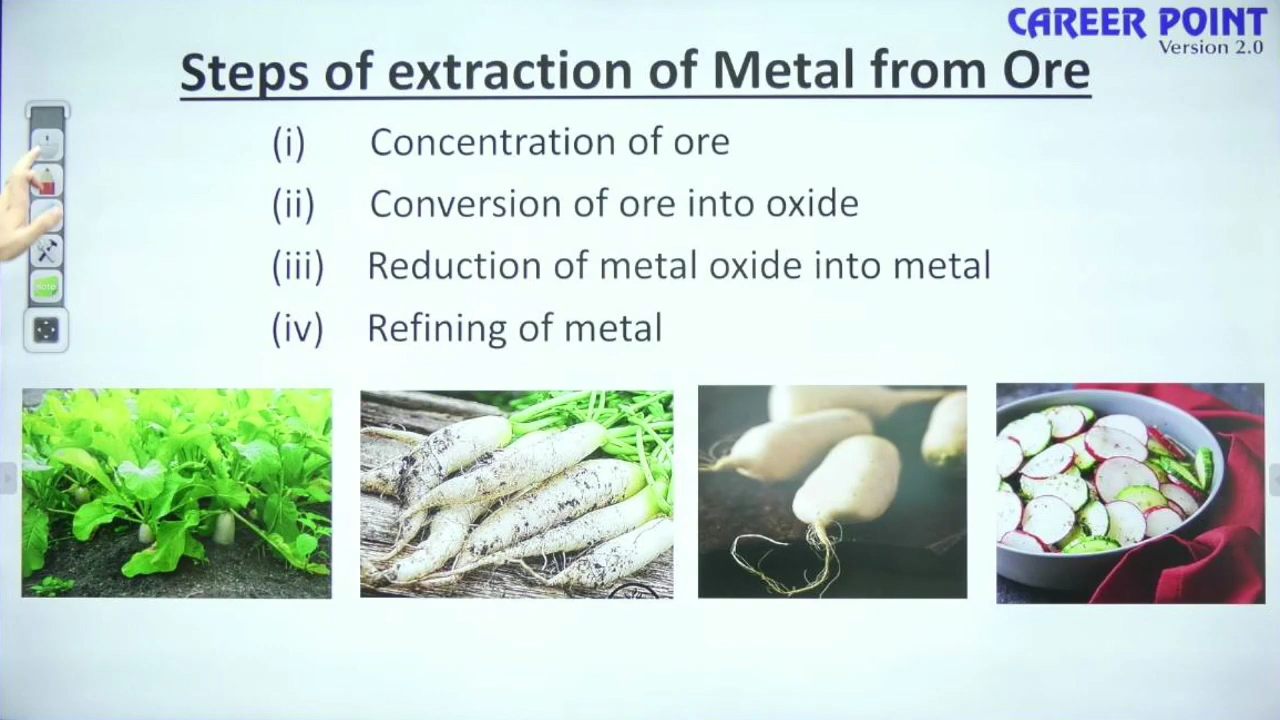 CAREER POINT
Version 2.0
Steps of extraction of Metal from Ore
(i) Concentration of ore
(ii) Conversion of ore into oxide
(iii) Reduction of metal oxide into metal
(iv) Refining of metal